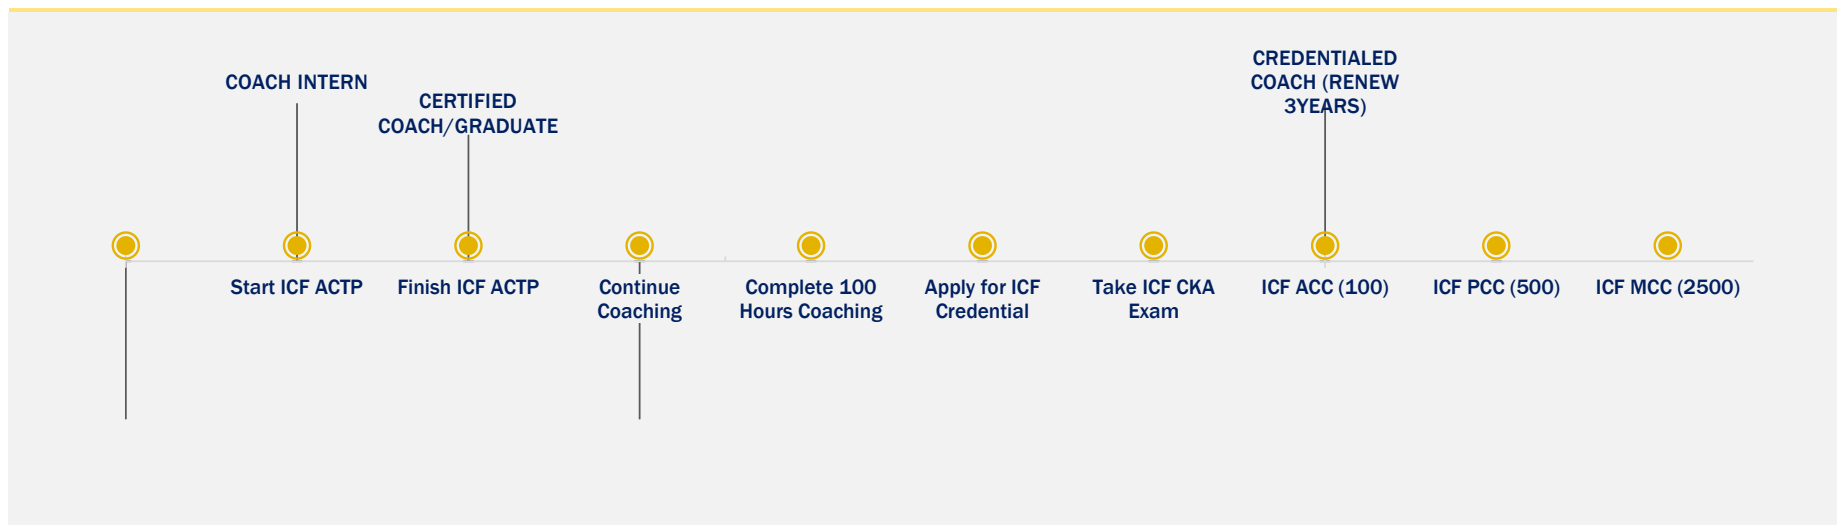 COACH INTERN
CERTIFIED
COACH/GRADUATE
CREDENTIALED
COACH (RENEW
3YEARS)
Start ICF ACTP
Finish ICF ACTP
Continue
Coaching
Complete 100
Hours Coaching
Apply for ICF
Credential
Take ICF CKA
Exam
ICF ACC (100)
ICF PCC (500)
ICF MCC (2500)